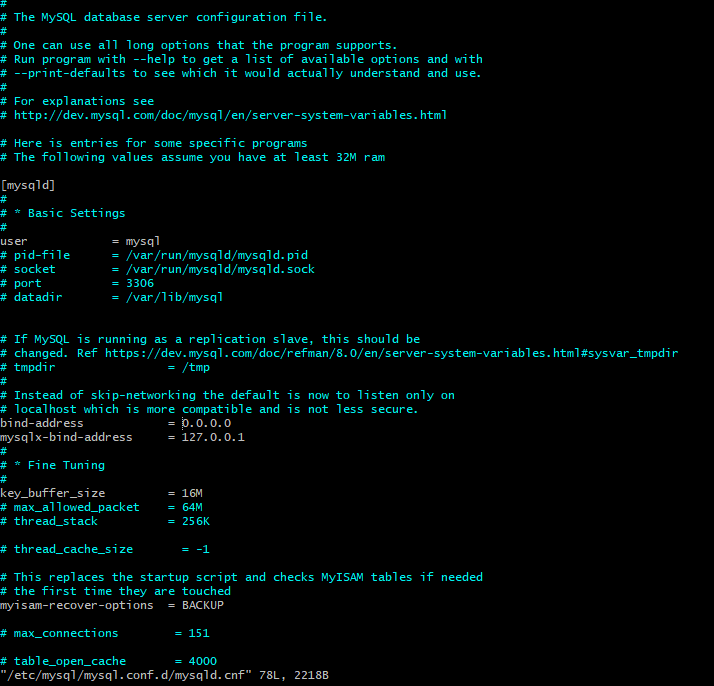 #
# The MySQL database server configuration file.
#
# One can use all long options that the program supports.
# Run program with --help to get a list of available options and with
# --print-defaults to see which it would actually understand and use.
#
# For explanations see
# http://dev.mysql.com/doc/mysql/en/server-system-variables.html

# Here is entries for some specific programs
# The following values assume you have at least 32M ram

[mysqld]
#
# * Basic Settings
#
user            = mysql
# pid-file      = /var/run/mysqld/mysqld.pid
# socket        = /var/run/mysqld/mysqld.sock
# port          = 3306
# datadir       = /var/lib/mysql


# If MySQL is running as a replication slave, this should be
# changed. Ref https://dev.mysql.com/doc/refman/8.0/en/server-system-variables.html#sysvar_tmpdir
# tmpdir                = /tmp
#
# Instead of skip-networking the default is now to listen only on
# localhost which is more compatible and is not less secure.
bind-address            = 0.0.0.0
mysqlx-bind-address     = 127.0.0.1
#
# * Fine Tuning
#
key_buffer_size         = 16M
# max_allowed_packet    = 64M
# thread_stack          = 256K

# thread_cache_size       = -1

# This replaces the startup script and checks MyISAM tables if needed
# the first time they are touched
myisam-recover-options  = BACKUP

# max_connections        = 151

# table_open_cache       = 4000
"/etc/mysql/mysql.conf.d/mysqld.cnf" 78L, 2218B